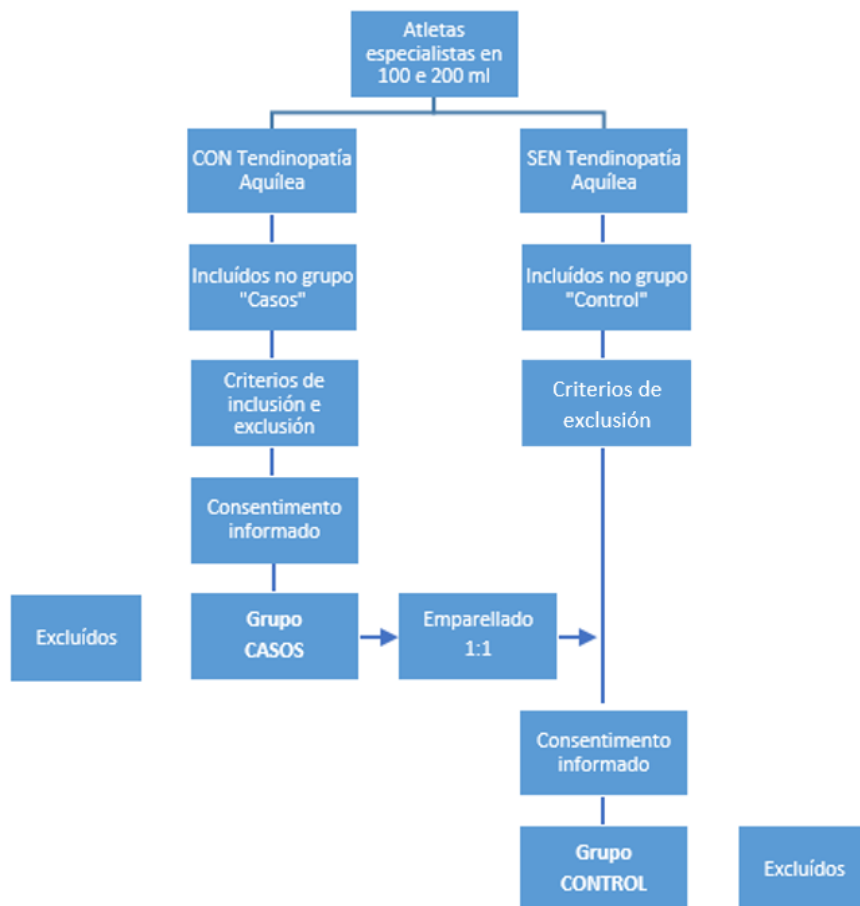 Atletas
especialistas en
100 e 200 ml
CON Tendinopatía
Aquílea
SEN Tendinopatía
Aquílea
Incluídos no grupo
"Casos"
Incluídos no grupo
"Control"
Criterios de
inclusión e
exclusión
Criterios de
exclusión
Consentimento
informado
Excluídos
Grupo
CASOS
Emparellado
1:1
Consentimento
informado
Grupo
CONTROL
Excluídos